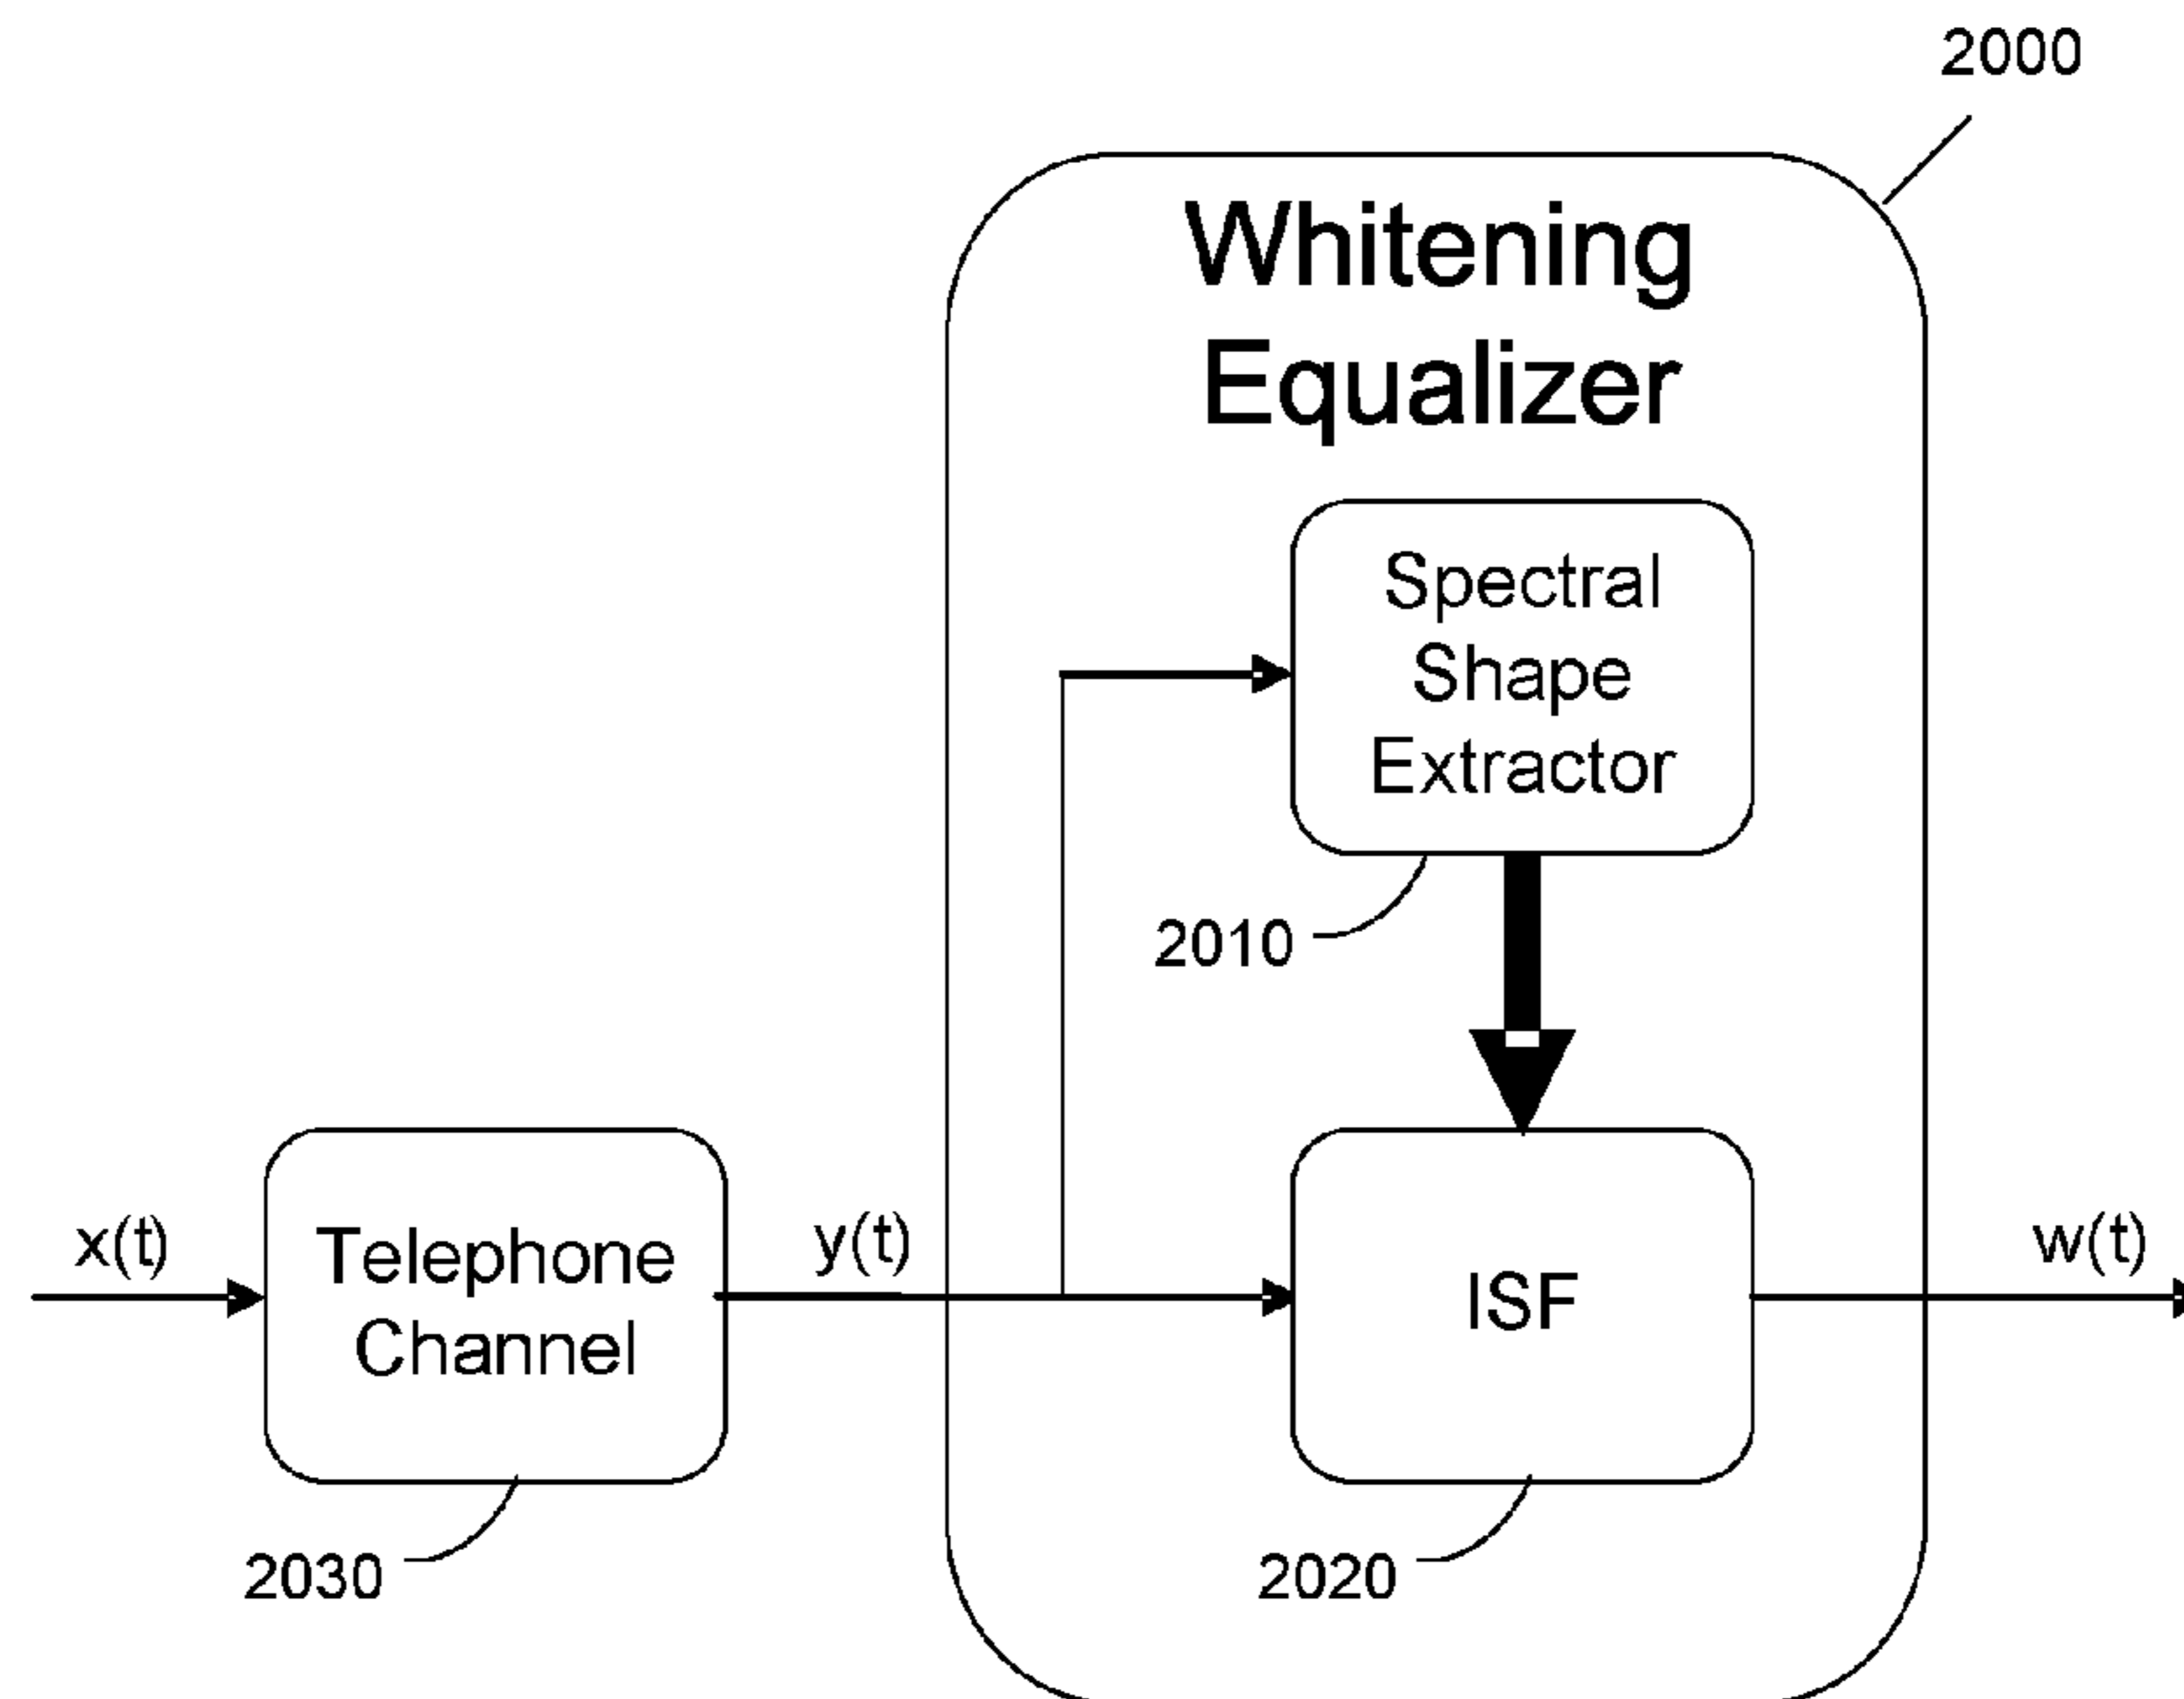 2000
Whitening
Equalizer
Spectral
Shape
Extractor
2010
x(t)
Telephone
Channel
y(t)
ISF
w(t)
2030
2020